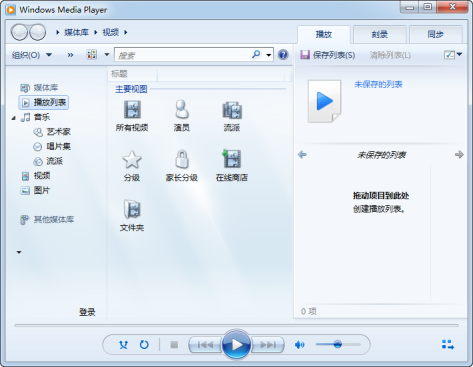 Windows Media Player
媒体库 视频
播放 刻录 同步
组织(O) 搜索
保存列表(S) 清除列表(L)
标题
主要视图
媒体库
播放列表
音乐
艺术家
唱片集
流派
视频
图片
其他媒体库
所有视频 演员 流派
分级 家长分级 在线商店
文件夹
未保存的列表
未保存的列表
拖动项目到此处
创建播放列表。
登录
0 项